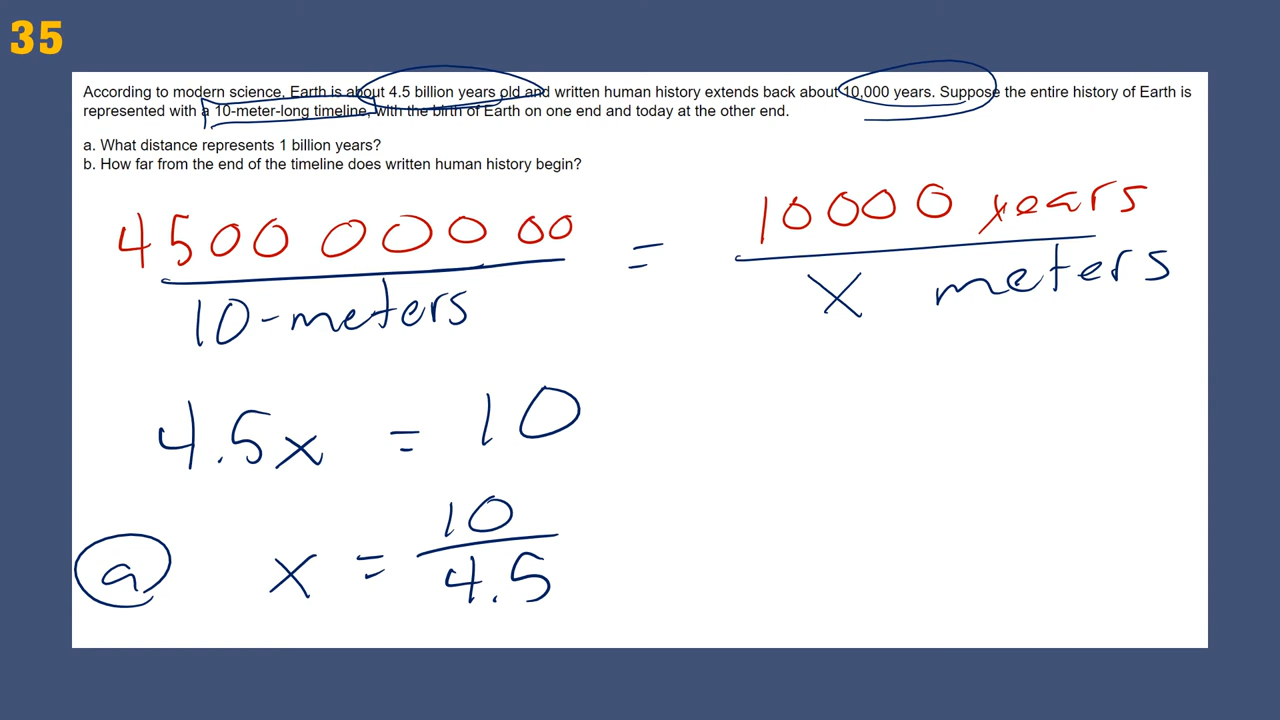 35
According to modern science, Earth is about 4.5 billion years old and written human history extends back about 10,000 years. Suppose the entire history of Earth is
represented with a 10-meter-long timeline, with the birth of Earth on one end and today at the other end.
a. What distance represents 1 billion years?
b. How far from the end of the timeline does written human history begin?
4500 000 00 = 10000 years
10-meters x meters
4.5x = 10
10
a x =
4.5